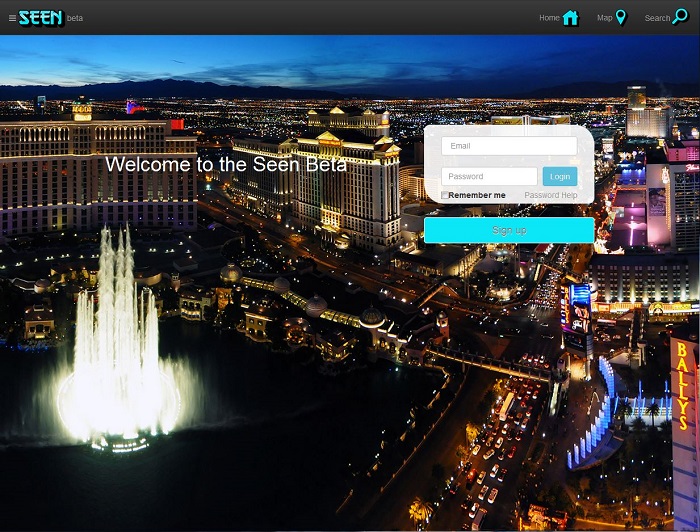 SEEN beta
Home
Map
Search
Welcome to the Seen Beta
Email
Password
Login
Remember me
Password Help
Sign up
BALLYS